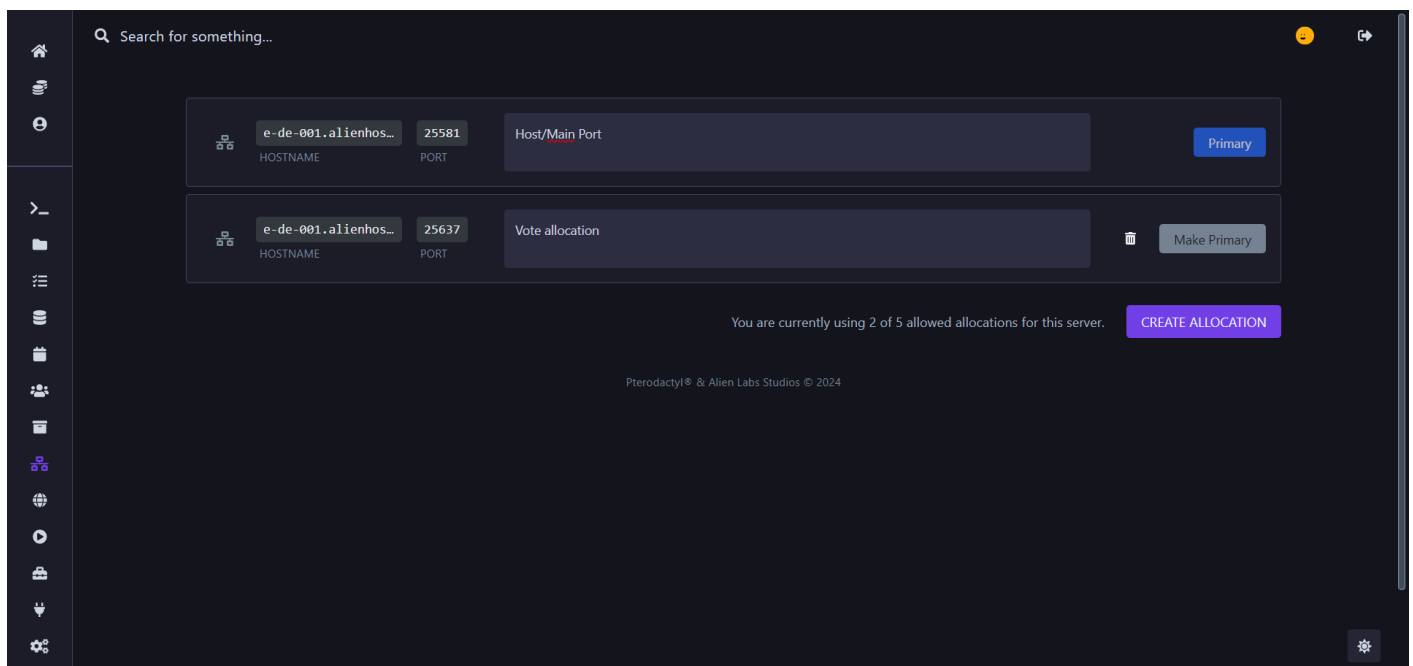 Search for something...
e-de-001.alienhos… 25581 Host/Main Port Primary
HOSTNAME PORT
e-de-001.alienhos… 25637 Vote allocation Make Primary
HOSTNAME PORT
You are currently using 2 of 5 allowed allocations for this server. CREATE ALLOCATION
Pterodactyl® & Alien Labs Studios © 2024